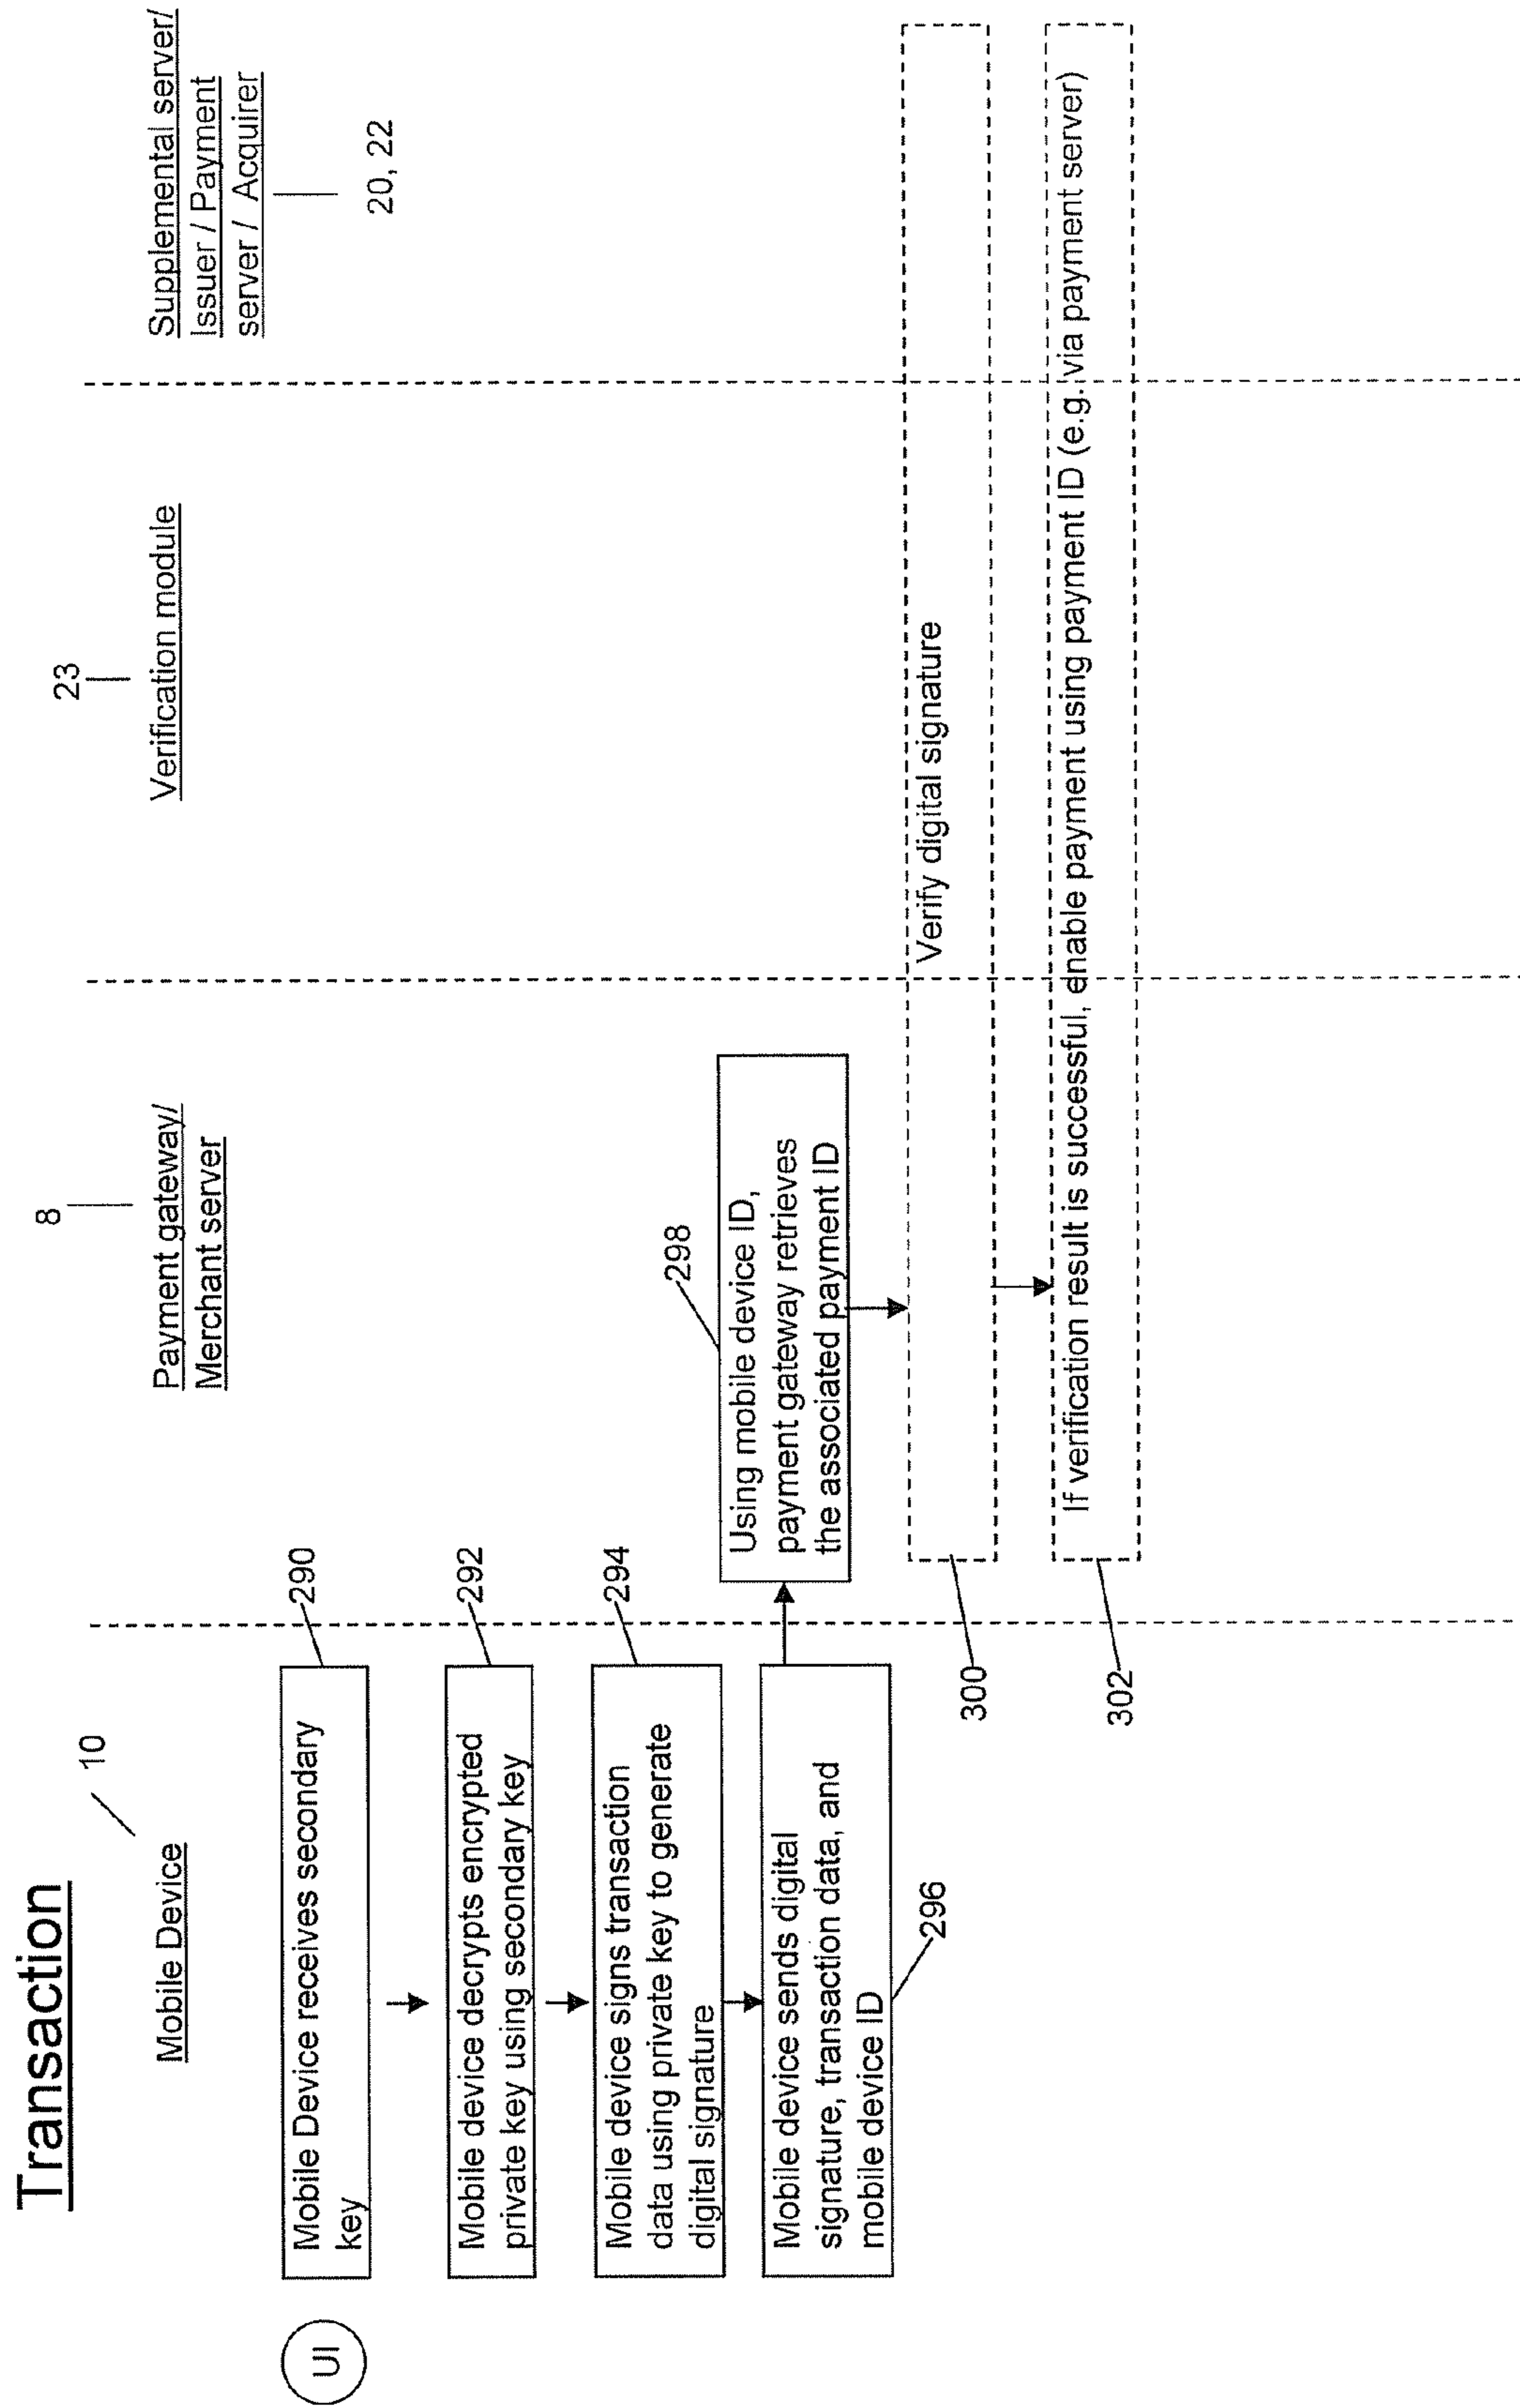 Transaction
10
Mobile Device
8
Payment gateway/
Merchant server
23
Verification module
Supplemental server/
Issuer / Payment
server / Acquirer
20, 22
UI
Mobile Device receives secondary
key
290
Mobile device decrypts encrypted
private key using secondary key
292
Mobile device signs transaction
data using private key to generate
digital signature
294
Mobile device sends digital
signature, transaction data, and
mobile device ID
296
Using mobile device ID,
payment gateway retrieves
the associated payment ID
298
Verify digital signature
300
If verification result is successful, enable payment using payment ID (e.g. via payment server)
302